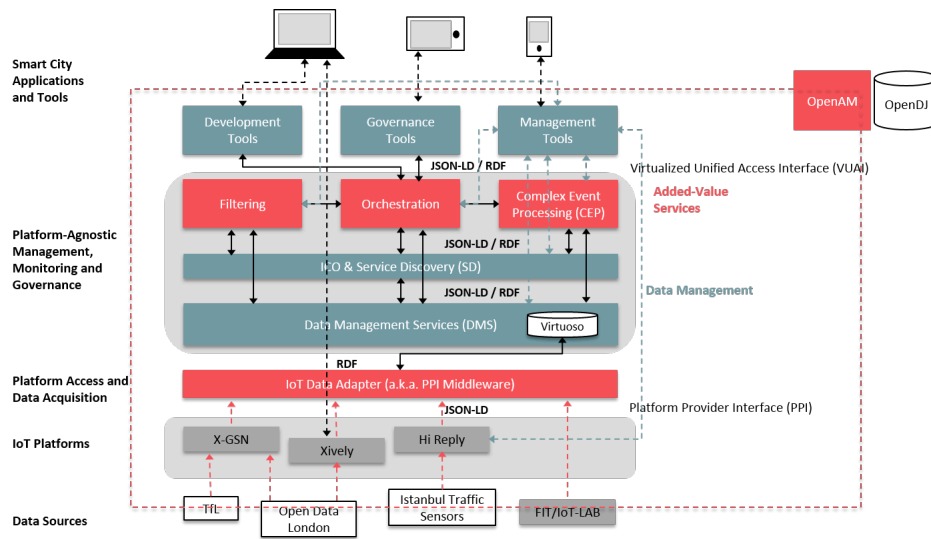 Smart City
Applications
and Tools
OpenAM
OpenDJ
Development
Tools
Governance
Tools
Management
Tools
JSON-LD / RDF
Virtualized Unified Access Interface (VUAI)
Added-Value
Services
Filtering
Orchestration
Complex Event
Processing (CEP)
Platform-Agnostic
Management,
Monitoring and
Governance
JSON-LD / RDF
ICO & Service Discovery (SD)
JSON-LD / RDF
Data Management
Data Management Services (DMS)
Virtuoso
RDF
Platform Access and
Data Acquisition
IoT Data Adapter (a.k.a. PPI Middleware)
JSON-LD
Platform Provider Interface (PPI)
IoT Platforms
X-GSN
Xively
Hi Reply
Data Sources
TfL
Open Data
London
Istanbul Traffic
Sensors
FIT/IoT-LAB